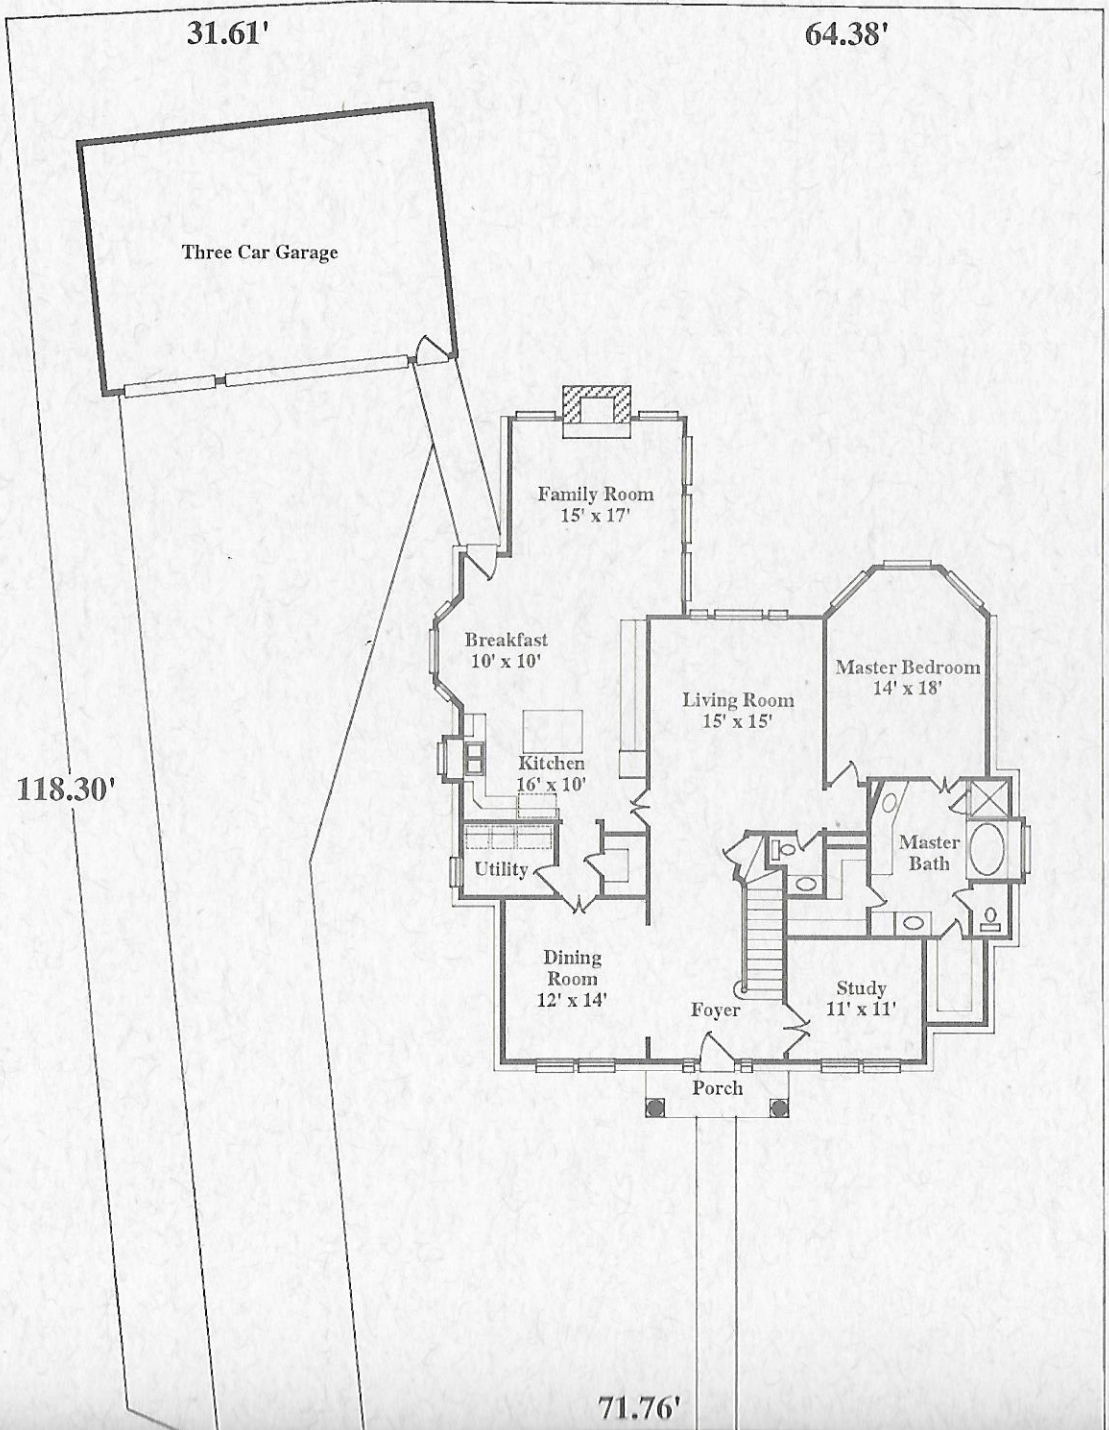 31.61'
64.38'
Three Car Garage
Family Room
15' x 17'
Breakfast
10' x 10'
Master Bedroom
14' x 18'
Living Room
15' x 15'
Kitchen
16' x 10'
118.30'
Master
Bath
Utility
Dining
Room
12' x 14'
Study
11' x 11'
Foyer
Porch
71.76'